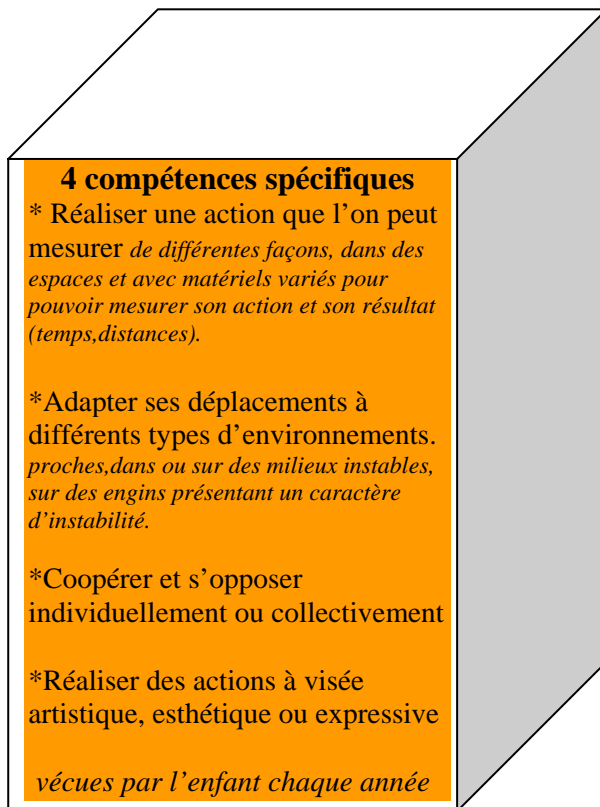 4 compétences spécifiques
* Réaliser une action que l’on peut
mesurer de différentes façons, dans des
espaces et avec matériels variés pour
pouvoir mesurer son action et son résultat
(temps,distances).
*Adapter ses déplacements à
différents types d’environnements.
proches,dans ou sur des milieux instables,
sur des engins présentant un caractère
d’instabilité.
*Coopérer et s’opposer
individuellement ou collectivement
*Réaliser des actions à visée
artistique, esthétique ou expressive
vécues par l’enfant chaque année